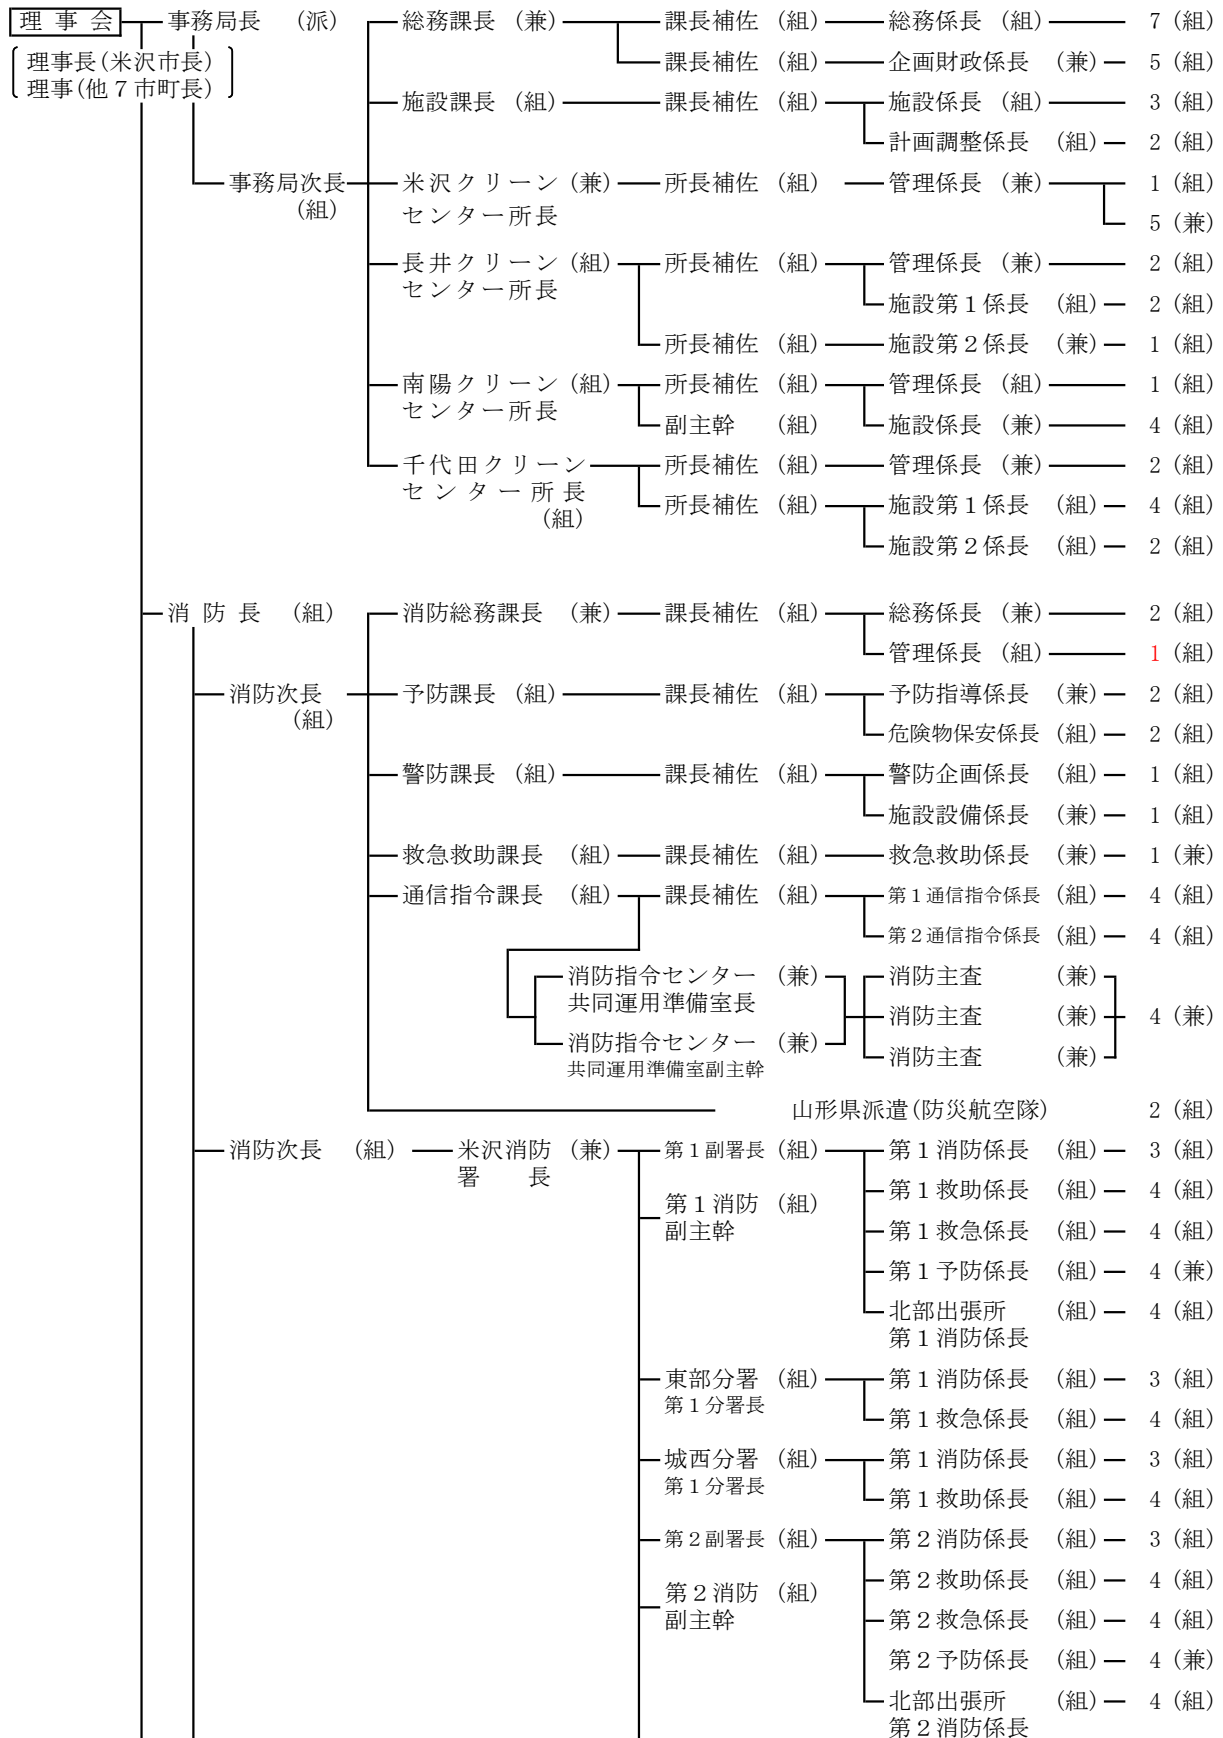 理事会 事務局長 (派) 総務課長 (兼) 課長補佐 (組) 総務係長 (組) 7 (組)
理事長(米沢市長)
課長補佐 (組) 企画財政係長 (兼) 5 (組)
理事(他7市町長)
施設課長 (組) 課長補佐 (組) 施設係長 (組) 3 (組)
計画調整係長 (組) 2 (組)
事務局次長 米沢クリーン (兼) 所長補佐 (組) 管理係長 (兼) 1 (組)
(組) センター所長
5 (兼)
長井クリーン (組) 所長補佐 (組) 管理係長 (兼) 2 (組)
センター所長
施設第1係長 (組) 2 (組)
所長補佐 (組) 施設第2係長 (兼) 1 (組)
南陽クリーン (組) 所長補佐 (組) 管理係長 (組) 1 (組)
センター所長
副主幹 (組) 施設係長 (兼) 4 (組)
千代田クリーン 所長補佐 (組) 管理係長 (兼) 2 (組)
センター所長
所長補佐 (組) 施設第1係長 (組) 4 (組)
(組)
施設第2係長 (組) 2 (組)
消防長 (組) 消防総務課長 (兼) 課長補佐 (組) 総務係長 (兼) 2 (組)
管理係長 (組) 1 (組)
消防次長 予防課長 (組) 課長補佐 (組) 予防指導係長 (兼) 2 (組)
(組)
危険物保安係長 (組) 2 (組)
警防課長 (組) 課長補佐 (組) 警防企画係長 (組) 1 (組)
施設設備係長 (兼) 1 (組)
救急救助課長 (組) 課長補佐 (組) 救急救助係長 (兼) 1 (兼)
通信指令課長 (組) 課長補佐 (組) 第1通信指令係長 (組) 4 (組)
第2通信指令係長 (組) 4 (組)
消防指令センター (兼) 消防主査 (兼)
共同運用準備室長
消防主査 (兼) 4 (兼)
消防指令センター (兼) 消防主査 (兼)
共同運用準備室副主幹
山形県派遣(防災航空隊) 2 (組)
消防次長 (組) 米沢消防 (兼) 第1副署長 (組) 第1消防係長 (組) 3 (組)
署長
第1消防 (組) 第1救助係長 (組) 4 (組)
副主幹 第1救急係長 (組) 4 (組)
第1予防係長 (組) 4 (兼)
北部出張所 (組) 4 (組)
第1消防係長
東部分署 (組) 第1消防係長 (組) 3 (組)
第1分署長
第1救急係長 (組) 4 (組)
城西分署 (組) 第1消防係長 (組) 3 (組)
第1分署長
第1救助係長 (組) 4 (組)
第2副署長 (組) 第2消防係長 (組) 3 (組)
第2消防 (組) 第2救助係長 (組) 4 (組)
副主幹 第2救急係長 (組) 4 (組)
第2予防係長 (組) 4 (兼)
北部出張所 (組) 4 (組)
第2消防係長